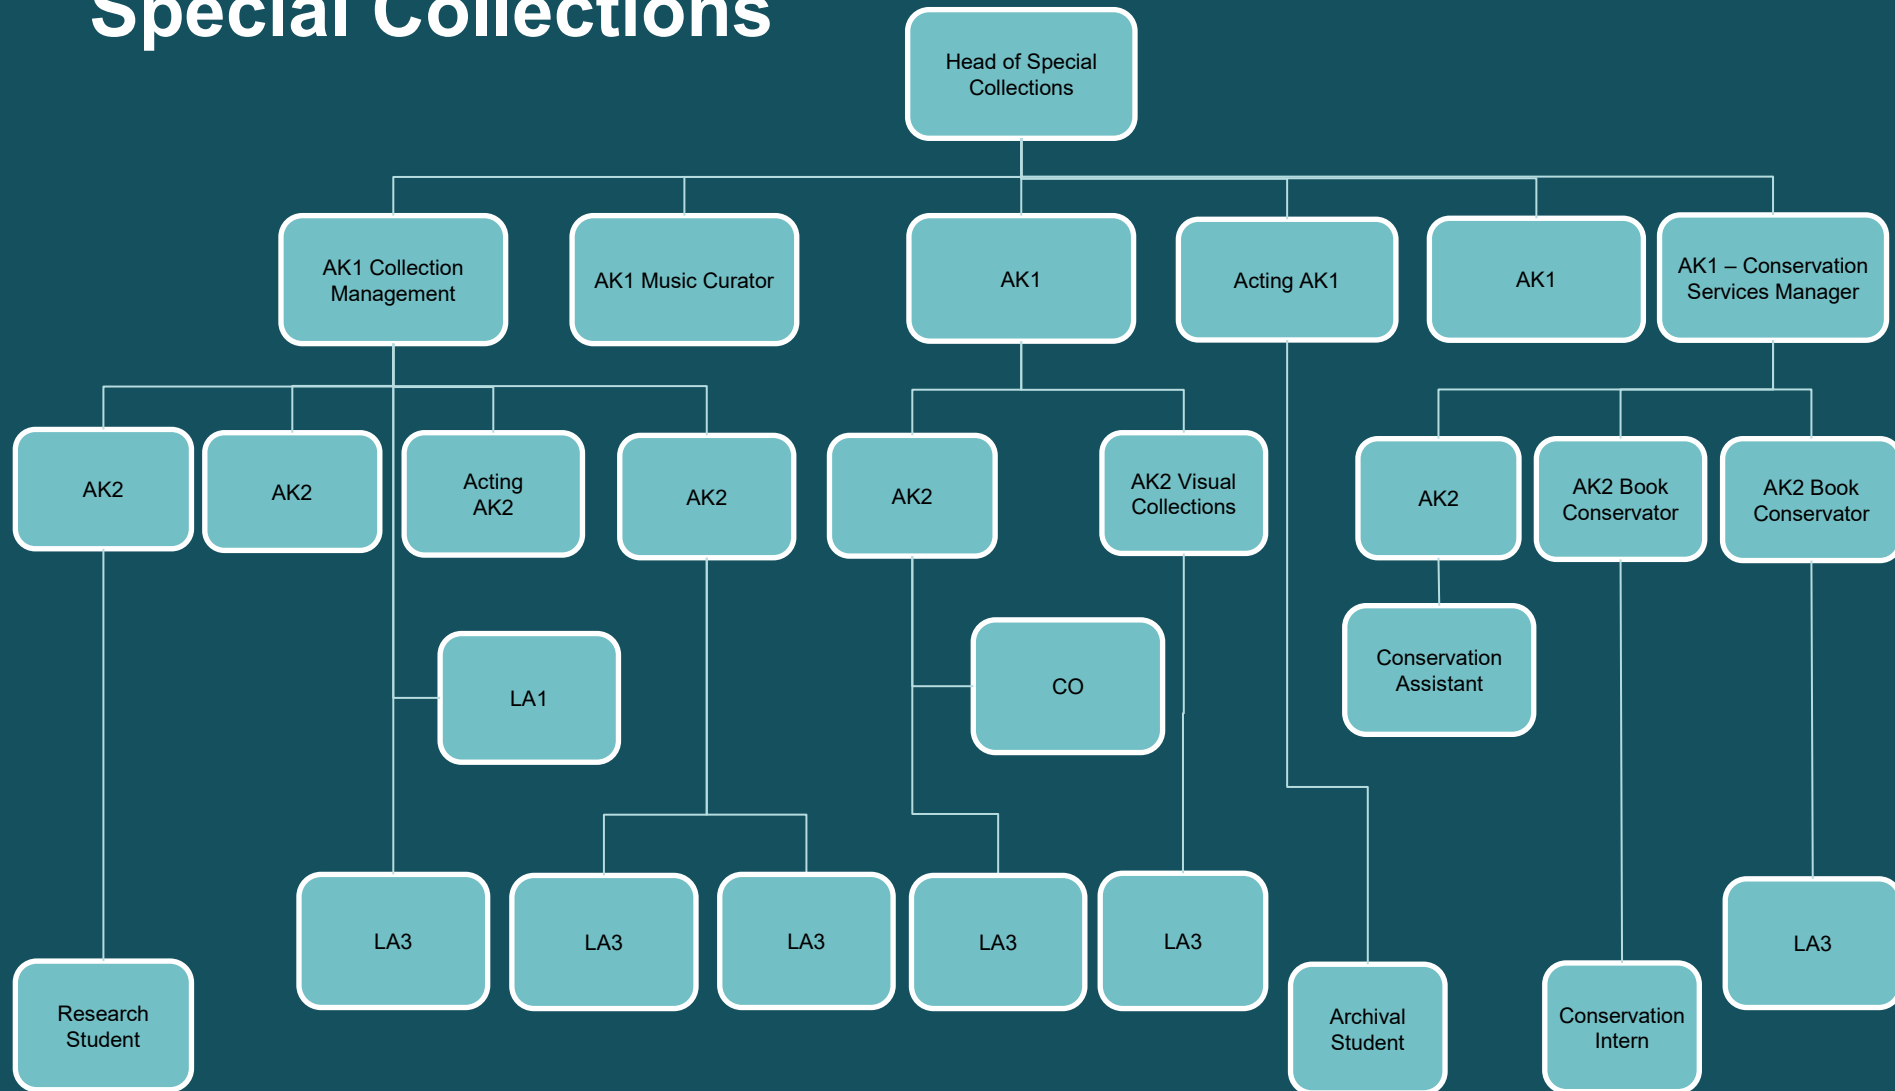 Special Collections
Head of Special
Collections
AK1 Collection
Management
AK1 Music Curator
AK1
Acting AK1
AK1
AK1 – Conservation
Services Manager
AK2
AK2
Acting
AK2
AK2
AK2
AK2 Visual
Collections
AK2
AK2 Book
Conservator
AK2 Book
Conservator
LA1
CO
Conservation
Assistant
LA3
LA3
LA3
LA3
LA3
LA3
Research
Student
Archival
Student
Conservation
Intern